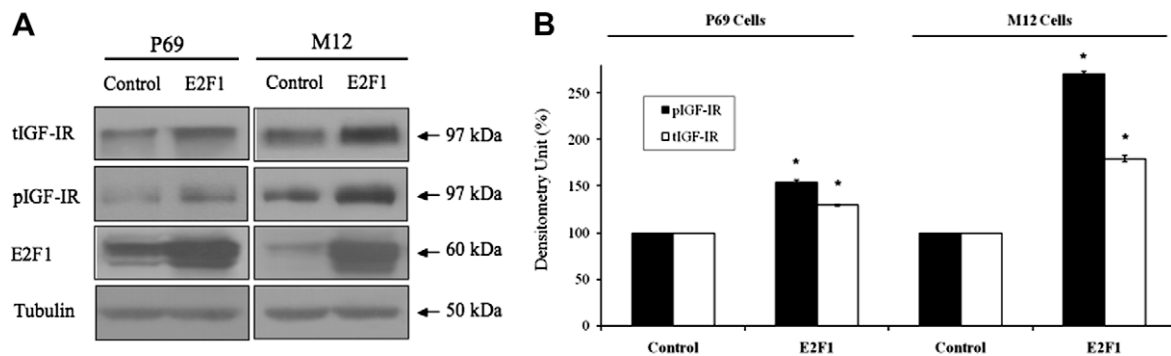 A
P69
M12
Control E2F1 Control E2F1
tIGF-IR ← 97 kDa
pIGF-IR ← 97 kDa
E2F1 ← 60 kDa
Tubulin ← 50 kDa
B
P69 Cells
M12 Cells
Densitometry Unit (%)
250
200
150
100
50
0
pIGF-IR
tIGF-IR
* * * *
Control E2F1 Control E2F1